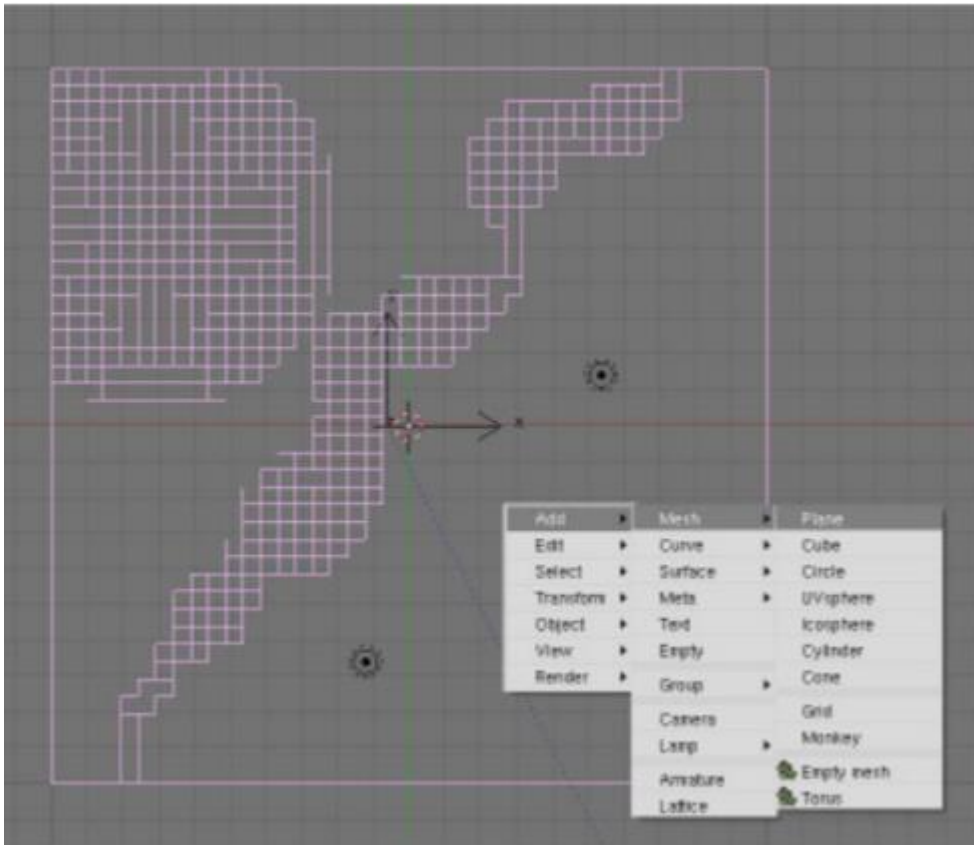 Add
Edit
Select
Transform
Object
View
Render
Mesh
Curve
Surface
Meta
Text
Empty
Group
Camera
Lamp
Armature
Lattice
Plane
Cube
Circle
UVsphere
Icosphere
Cylinder
Cone
Grid
Monkey
Empty mesh
Torus